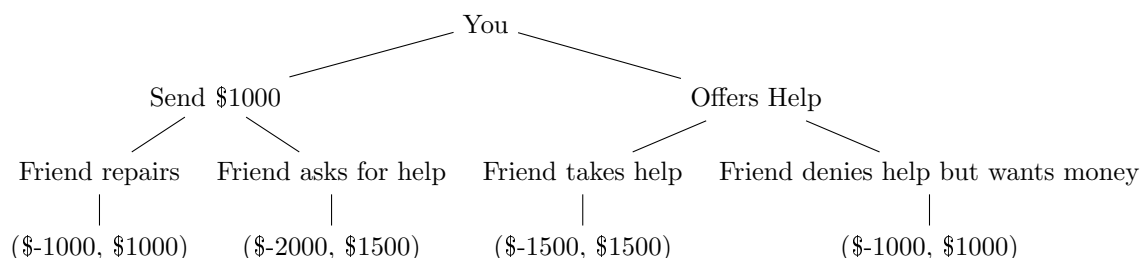 You
Send $1000 Offers Help
Friend repairs Friend asks for help Friend takes help Friend denies help but wants money
($-1000, $1000) ($-2000, $1500) ($-1500, $1500) ($-1000, $1000)